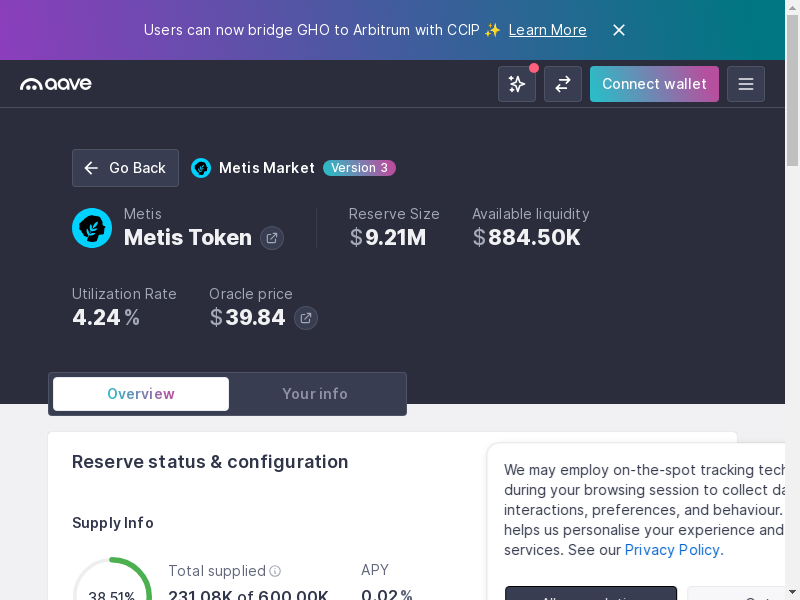 Users can now bridge GHO to Arbitrum with CCIP ✨ Learn More
aave
Connect wallet
Go Back
Metis Market
Version 3
Metis
Metis Token
Reserve Size
$9.21M
Available liquidity
$884.50K
Utilization Rate
4.24%
Oracle price
$39.84
Overview
Your info
Reserve status & configuration
Supply Info
38.51%
Total supplied
231.08K of 600.00K
APY
0.02%
We may employ on-the-spot tracking tech
during your browsing session to collect da
interactions, preferences, and behaviour.
helps us personalise your experience and
services. See our Privacy Policy.